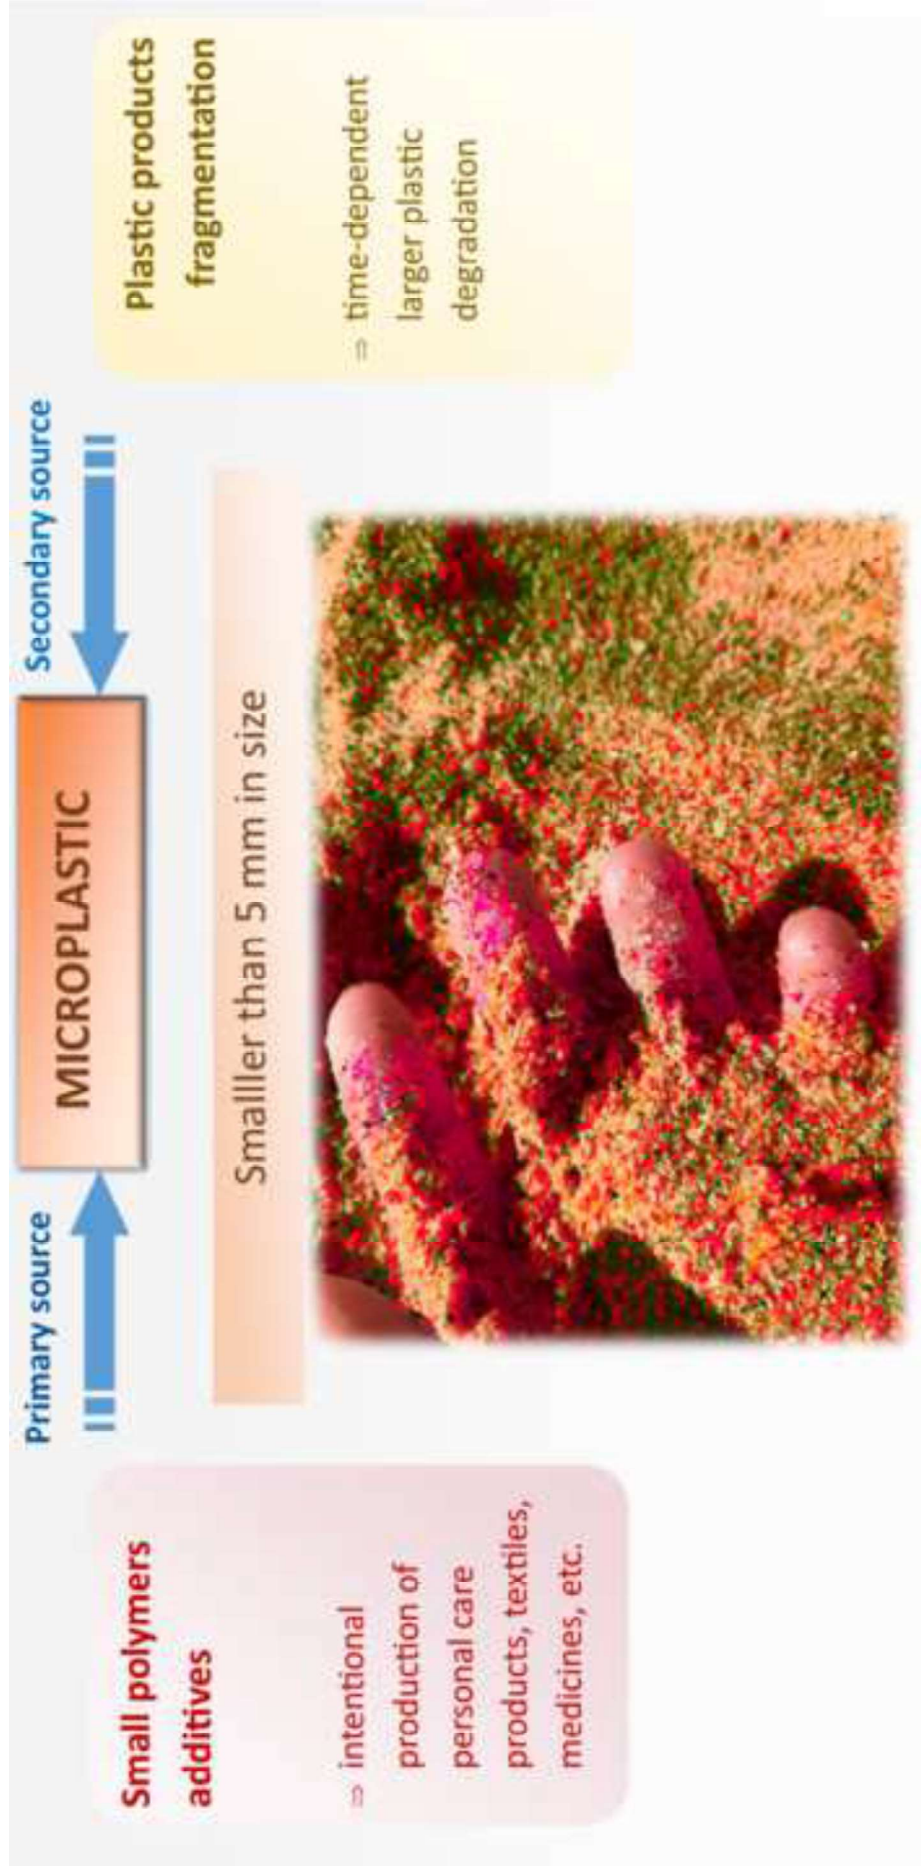 Primary source
MICROPLASTIC
Secondary source
Small polymers
additives
⇒ intentional
production of
personal care
products, textiles,
medicines, etc.
Smalller than 5 mm in size
Plastic products
fragmentation
⇒ time-dependent
larger plastic
degradation